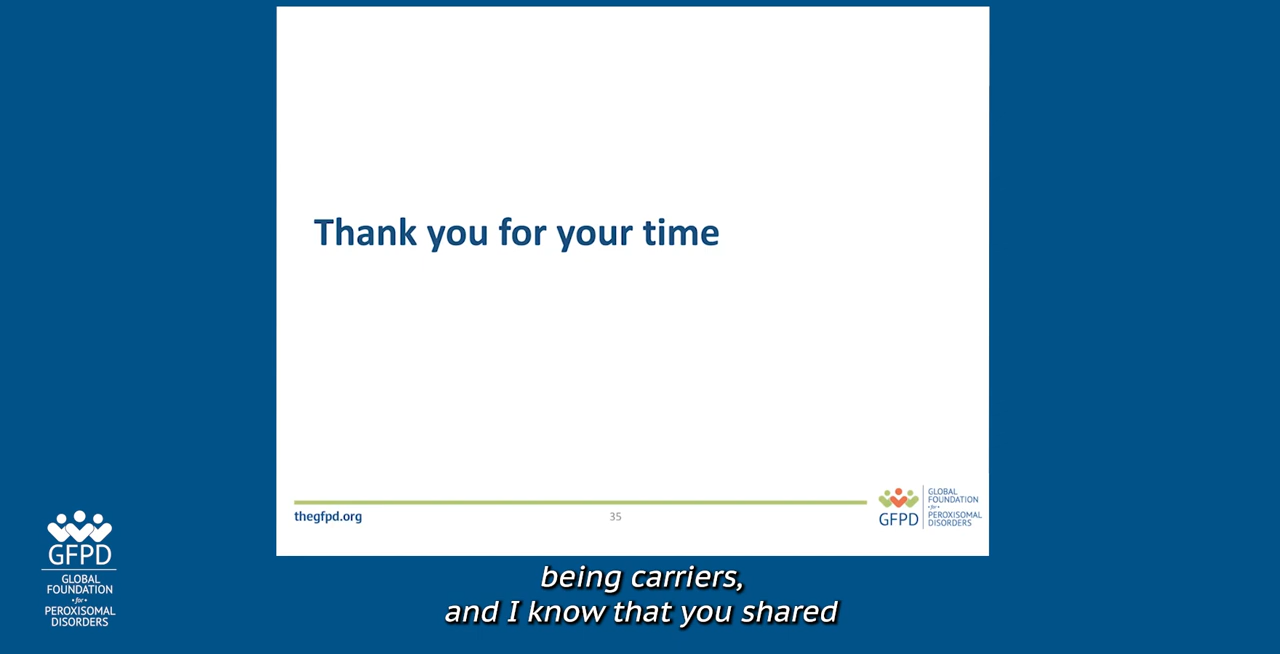 Thank you for your time
thegfpd.org
35
GFPD
GLOBAL
FOUNDATION
for
PEROXISOMAL
DISORDERS
GFPD
GLOBAL
FOUNDATION
for
PEROXISOMAL
DISORDERS
being carriers,
and I know that you shared